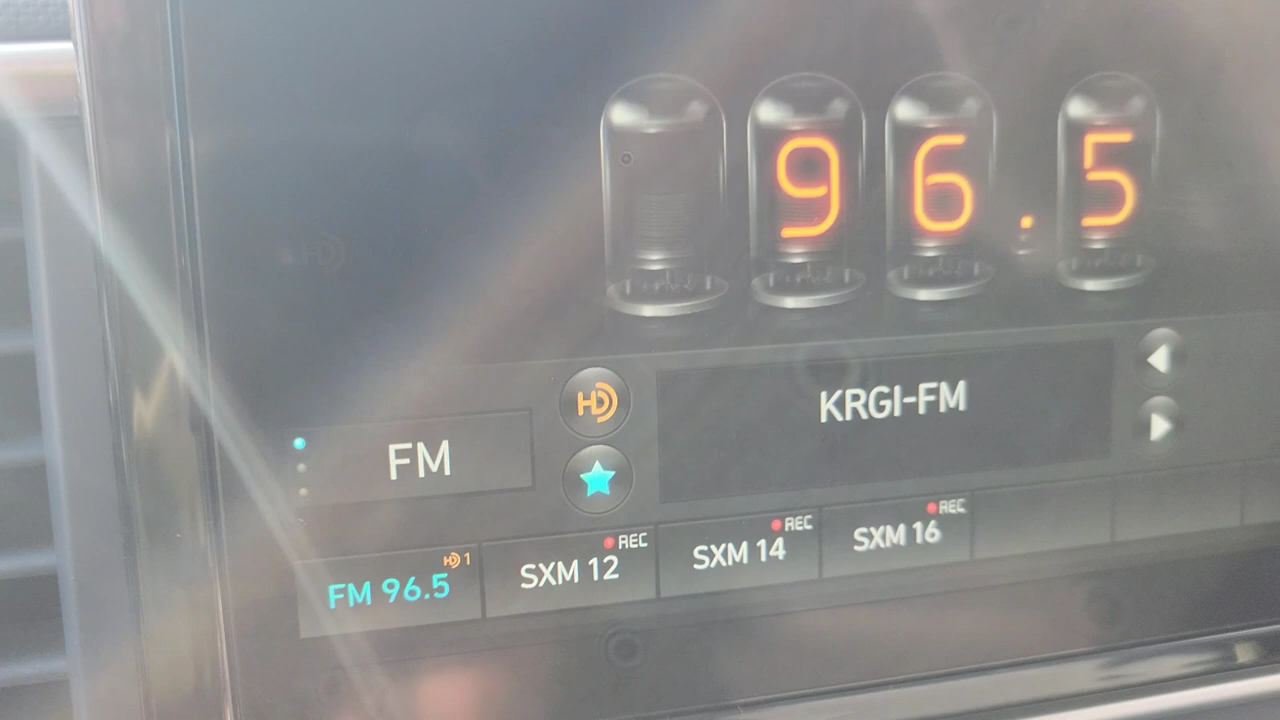 96.5
HD
KRGI-FM
FM
HD 1
FM 96.5
REC
SXM 12
REC
SXM 14
REC
SXM 16